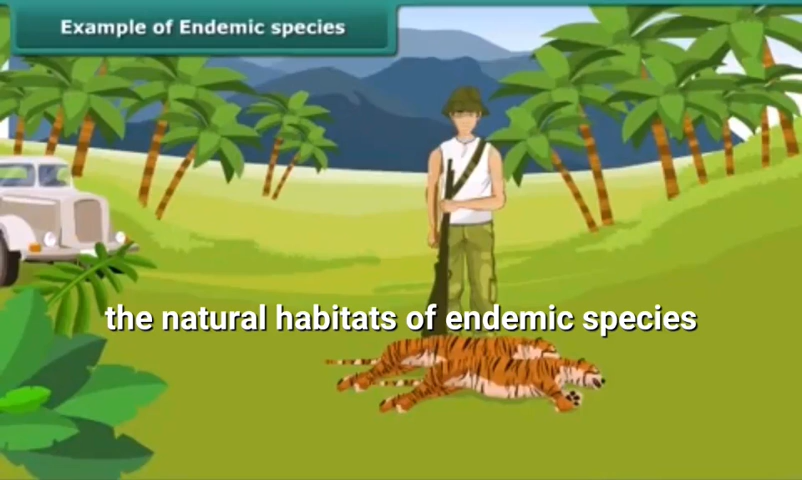 Example of Endemic species
the natural habitats of endemic species